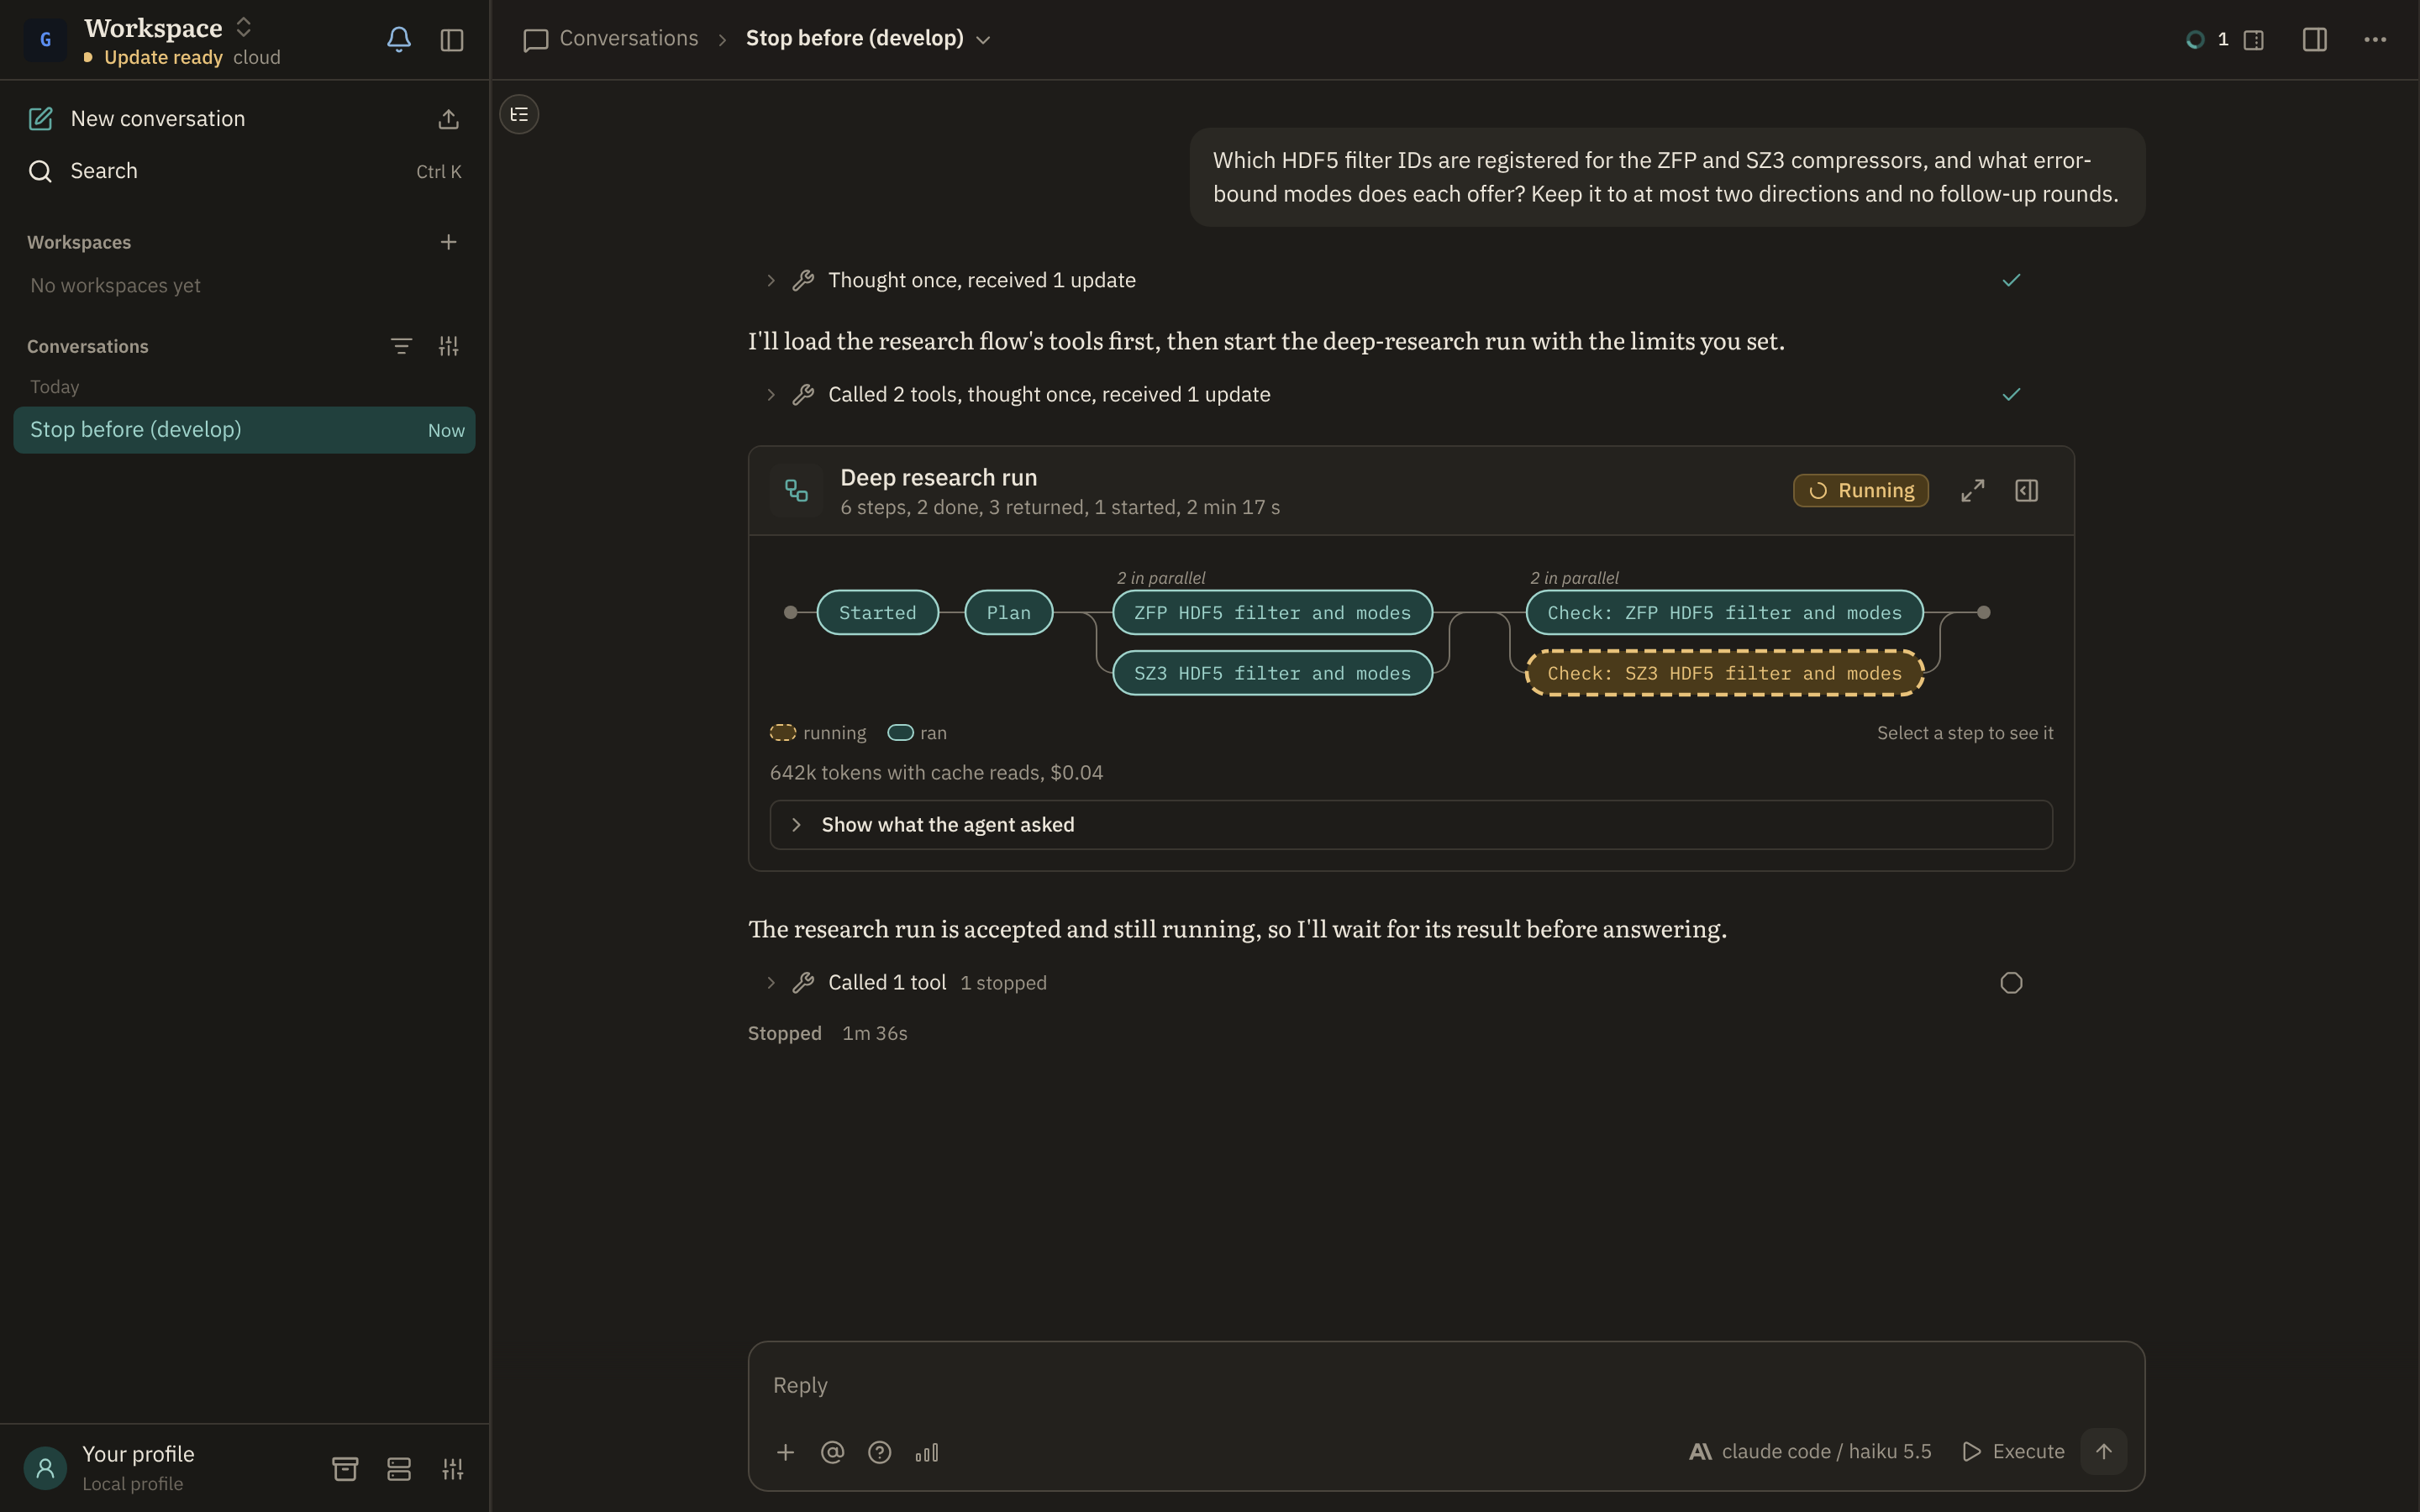 G
Workspace
Update ready cloud
New conversation
Search Ctrl K
Workspaces
No workspaces yet
Conversations
Today
Stop before (develop) Now
Your profile
Local profile
Conversations Stop before (develop)
1
Which HDF5 filter IDs are registered for the ZFP and SZ3 compressors, and what error-
bound modes does each offer? Keep it to at most two directions and no follow-up rounds.
Thought once, received 1 update
I'll load the research flow's tools first, then start the deep-research run with the limits you set.
Called 2 tools, thought once, received 1 update
Deep research run
6 steps, 2 done, 3 returned, 1 started, 2 min 17 s
Running
2 in parallel 2 in parallel
Started Plan ZFP HDF5 filter and modes Check: ZFP HDF5 filter and modes
SZ3 HDF5 filter and modes Check: SZ3 HDF5 filter and modes
running ran Select a step to see it
642k tokens with cache reads, $0.04
Show what the agent asked
The research run is accepted and still running, so I'll wait for its result before answering.
Called 1 tool 1 stopped
Stopped 1m 36s
Reply
claude code / haiku 5.5 Execute